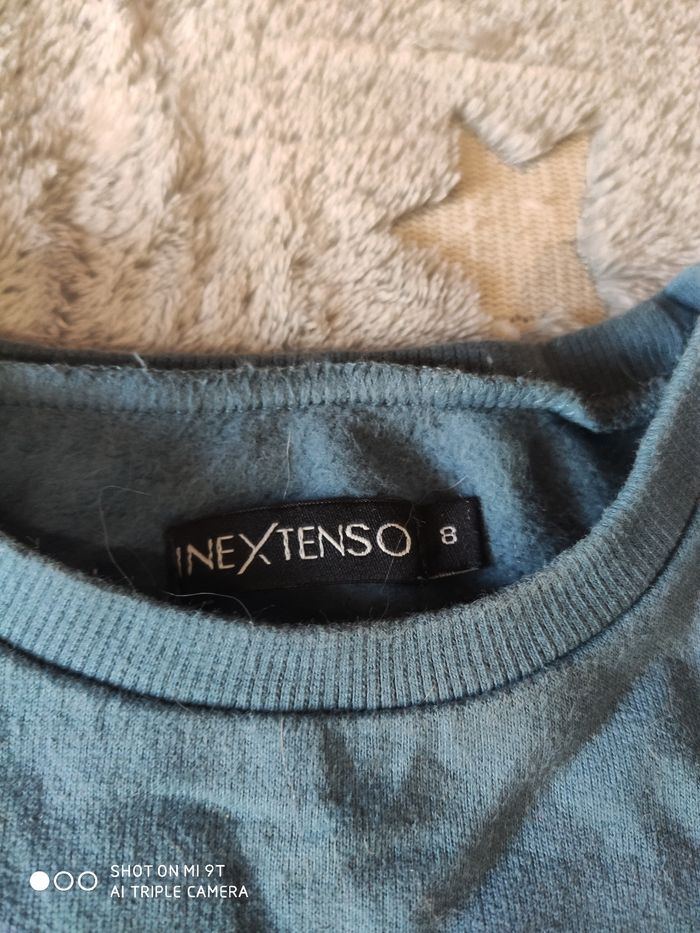 INEXTENSO 8
SHOT ON MI 9T
AI TRIPLE CAMERA